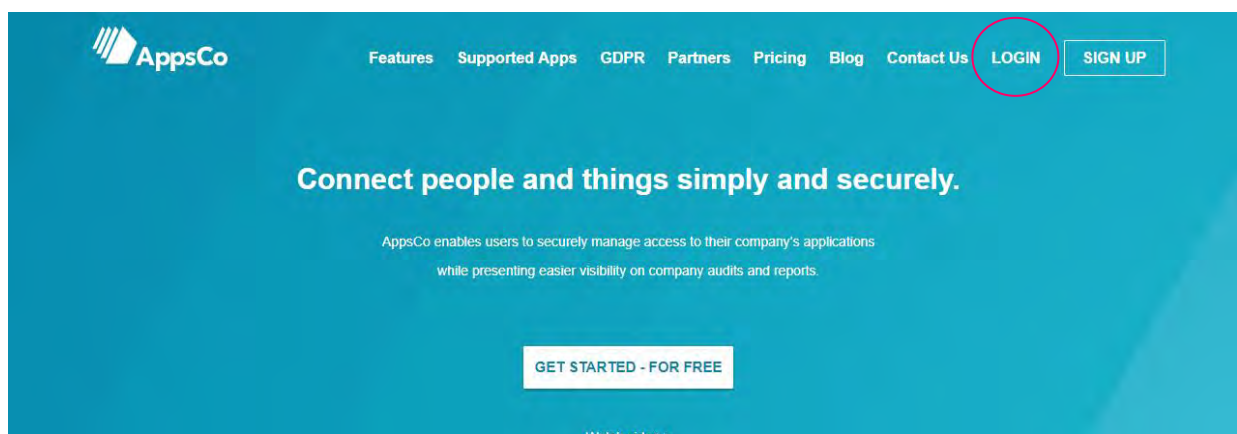 AppsCo
Features Supported Apps GDPR Partners Pricing Blog Contact Us LOGIN SIGN UP
Connect people and things simply and securely.
AppsCo enables users to securely manage access to their company's applications
while presenting easier visibility on company audits and reports.
GET STARTED - FOR FREE